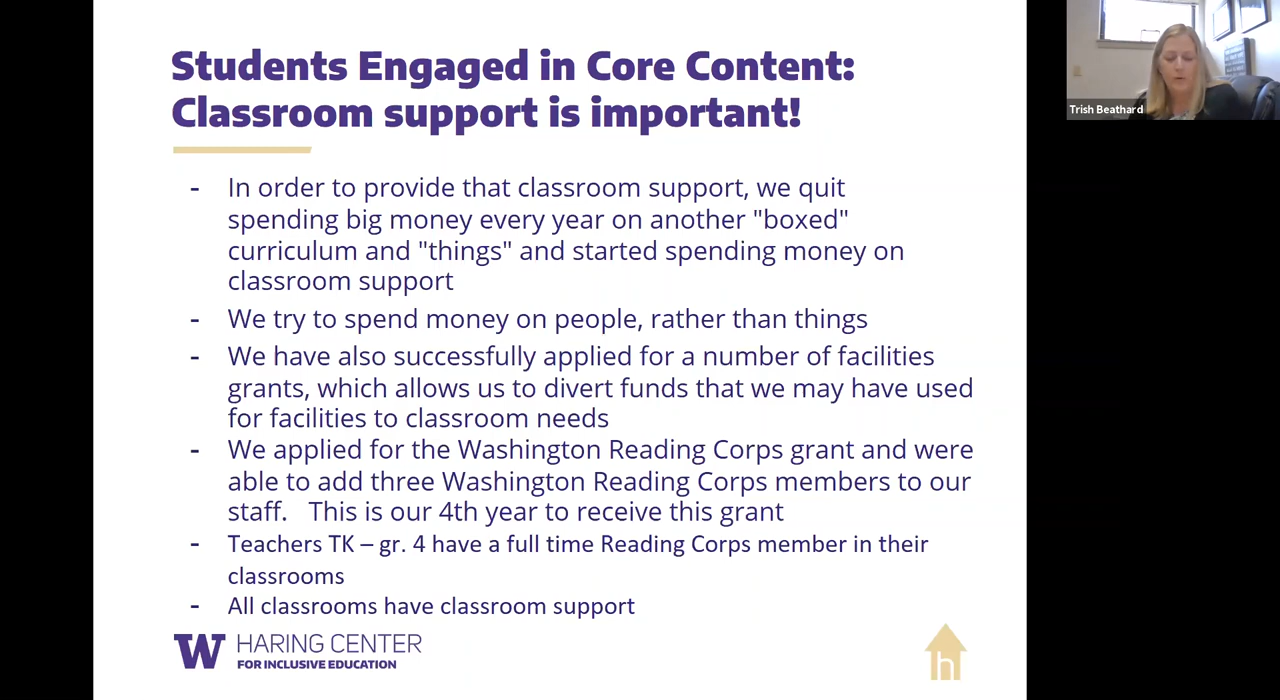 Students Engaged in Core Content:
Classroom support is important!
- In order to provide that classroom support, we quit
spending big money every year on another "boxed"
curriculum and "things" and started spending money on
classroom support
- We try to spend money on people, rather than things
- We have also successfully applied for a number of facilities
grants, which allows us to divert funds that we may have used
for facilities to classroom needs
- We applied for the Washington Reading Corps grant and were
able to add three Washington Reading Corps members to our
staff.   This is our 4th year to receive this grant
- Teachers TK – gr. 4 have a full time Reading Corps member in their
classrooms
- All classrooms have classroom support
W HARING CENTER
FOR INCLUSIVE EDUCATION
h
Trish Beathard